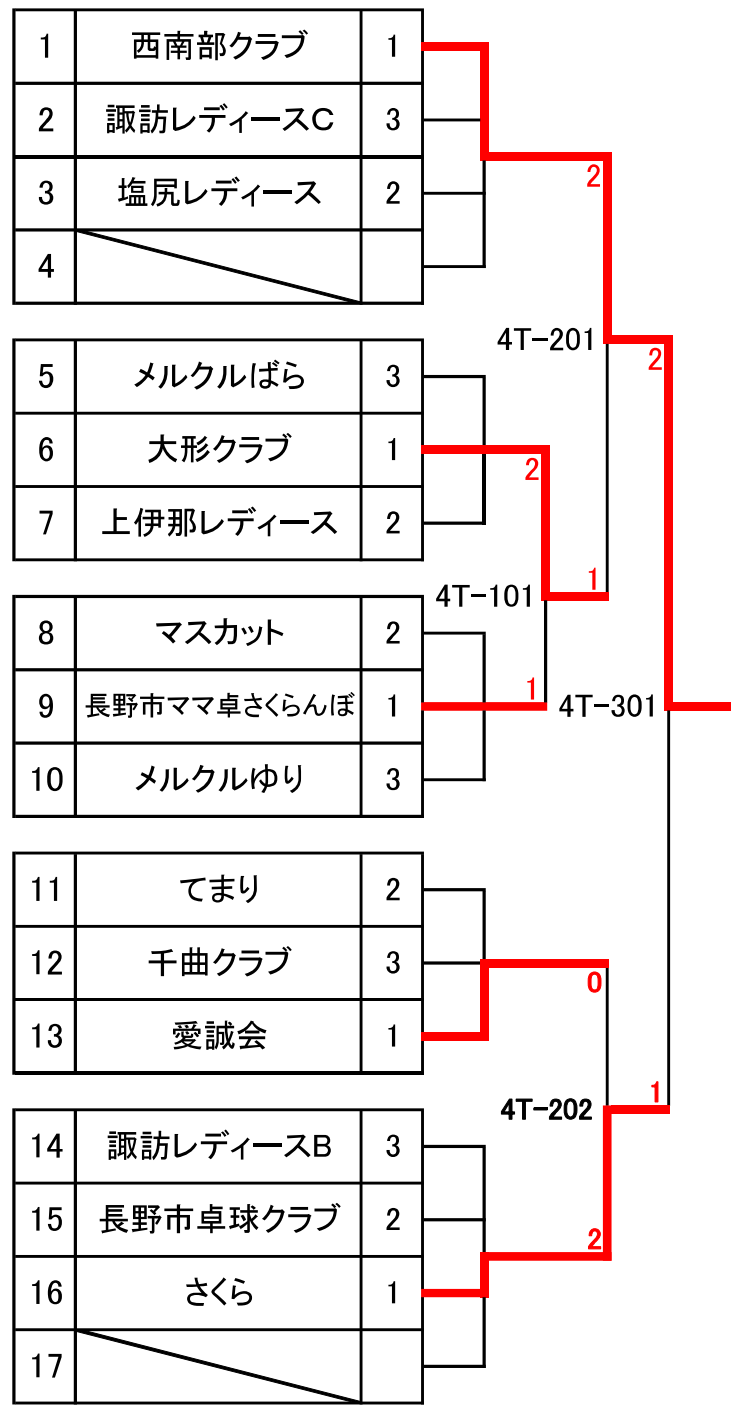 1 西南部クラブ 1
2 諏訪レディースC 3
3 塩尻レディース 2
2
4
4T-201
2
5 メルクルばら 3
6 大形クラブ 1
2
7 上伊那レディース 2
1
4T-101
8 マスカット 2
1
9 長野市ママ卓さくらんぼ 1
4T-301
10 メルクルゆり 3
11 てまり 2
12 千曲クラブ 3
0
13 愛誠会 1
1
4T-202
14 諏訪レディースB 3
15 長野市卓球クラブ 2
2
16 さくら 1
17